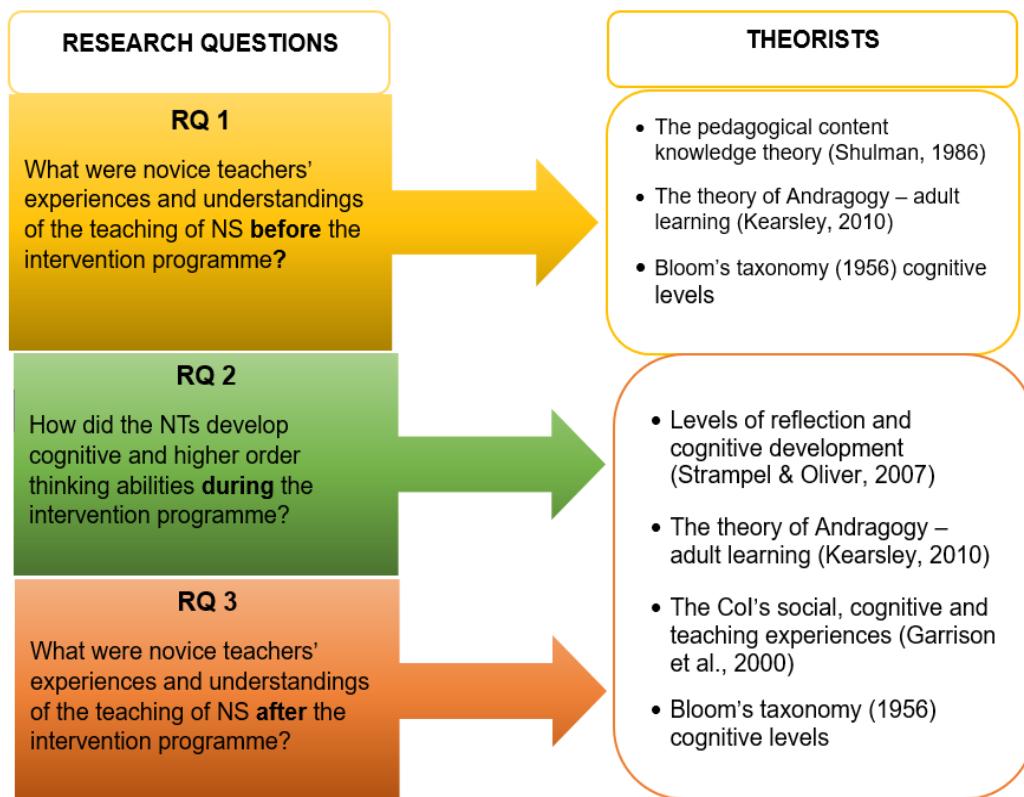 RESEARCH QUESTIONS
RQ 1
What were novice teachers’
experiences and understandings
of the teaching of NS before the
intervention programme?
RQ 2
How did the NTs develop
cognitive and higher order
thinking abilities during the
intervention programme?
RQ 3
What were novice teachers’
experiences and understandings
of the teaching of NS after the
intervention programme?
THEORISTS
• The pedagogical content
knowledge theory (Shulman, 1986)
• The theory of Andragogy – adult
learning (Kearsley, 2010)
• Bloom’s taxonomy (1956) cognitive
levels
• Levels of reflection and
cognitive development
(Strampel & Oliver, 2007)
• The theory of Andragogy –
adult learning (Kearsley, 2010)
• The CoI’s social, cognitive and
teaching experiences (Garrison
et al., 2000)
• Bloom’s taxonomy (1956)
cognitive levels